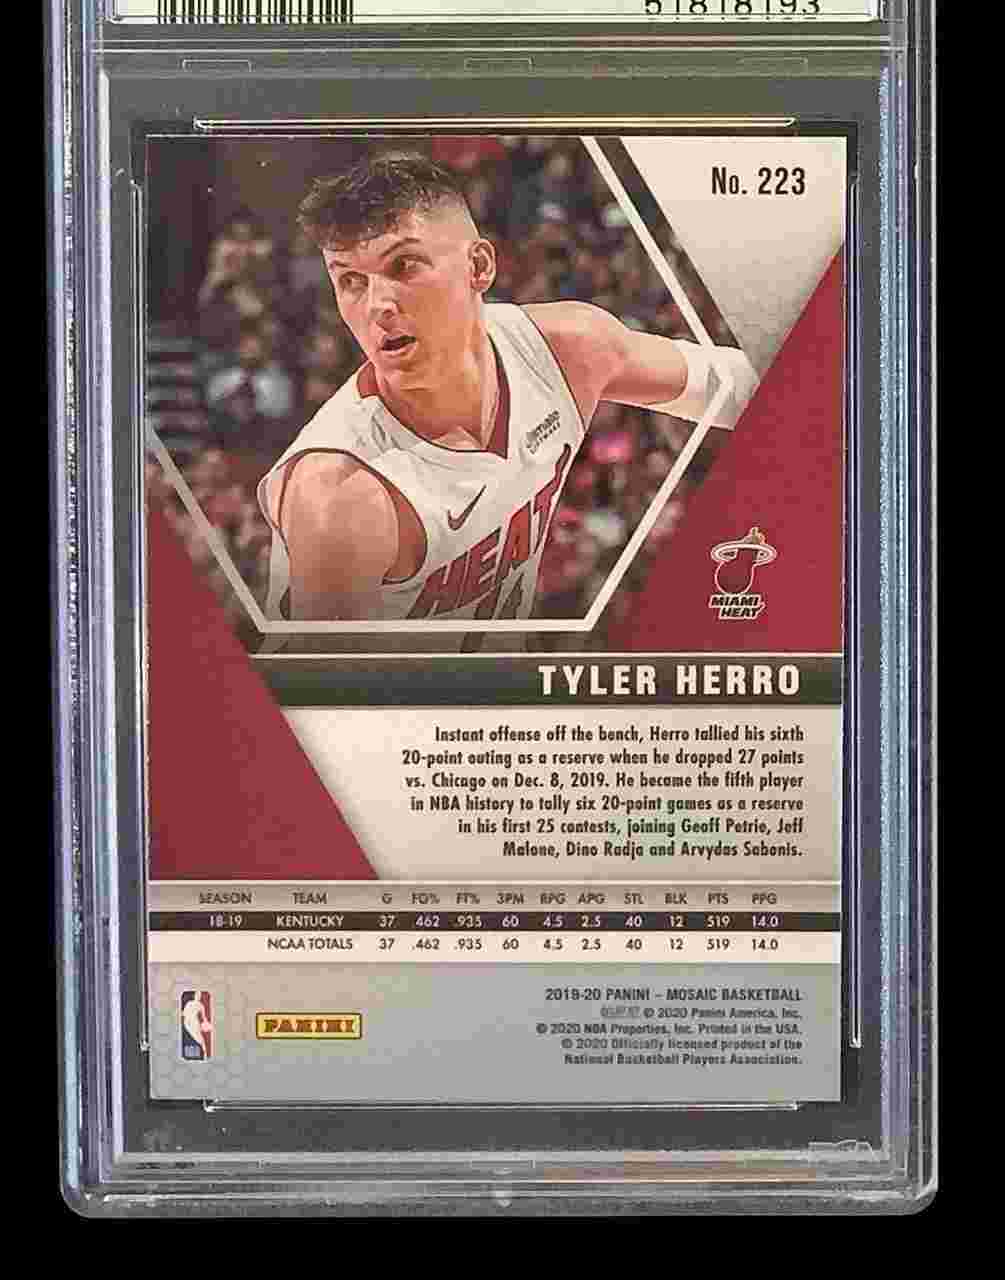 51818193
No. 223
HEAT
MIAMI
HEAT
TYLER HERRO
Instant offense off the bench, Herro tallied his sixth
20-point outing as a reserve when he dropped 27 points
vs. Chicago on Dec. 8, 2019. He became the fifth player
in NBA history to tally six 20-point games as a reserve
in his first 25 contests, joining Geoff Petrie, Jeff
Malone, Dino Radja and Arvydas Sabonis.
SEASON TEAM G FG% FT% 3PM RPG APG STL BLK PTS PPG
18-19 KENTUCKY 37 .462 .935 60 4.5 2.5 40 12 519 14.0
NCAA TOTALS 37 .462 .935 60 4.5 2.5 40 12 519 14.0
2019-20 PANINI – MOSAIC BASKETBALL
© 2020 Panini America, Inc.
© 2020 NBA Properties, Inc. Printed in the USA.
© 2020 Officially licensed product of the
National Basketball Players Association.
PANINI